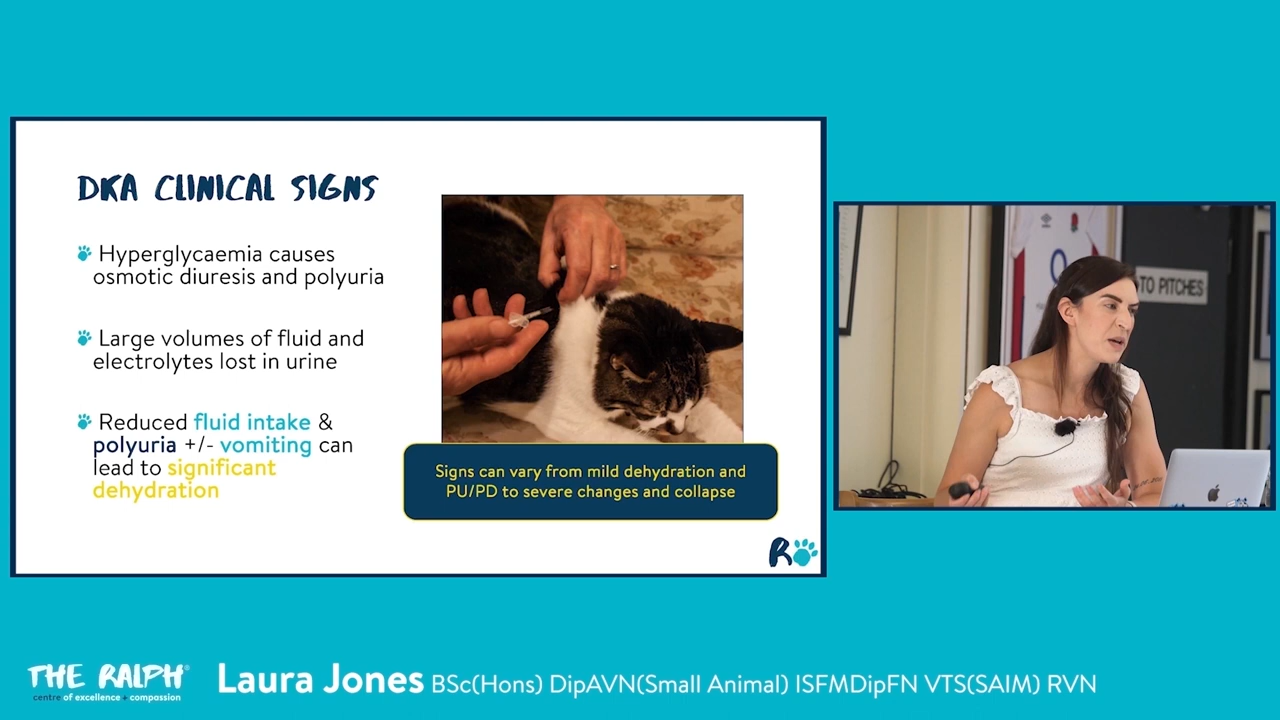 DKA CLINICAL SIGNS
Hyperglycaemia causes
osmotic diuresis and polyuria
Large volumes of fluid and
electrolytes lost in urine
Reduced fluid intake &
polyuria +/- vomiting can
lead to significant
dehydration
Signs can vary from mild dehydration and
PU/PD to severe changes and collapse
R
TO PITCHES
THE RALPH®
centre of excellence + compassion
Laura Jones BSc(Hons) DipAVN(Small Animal) ISFMDipFN VTS(SAIM) RVN